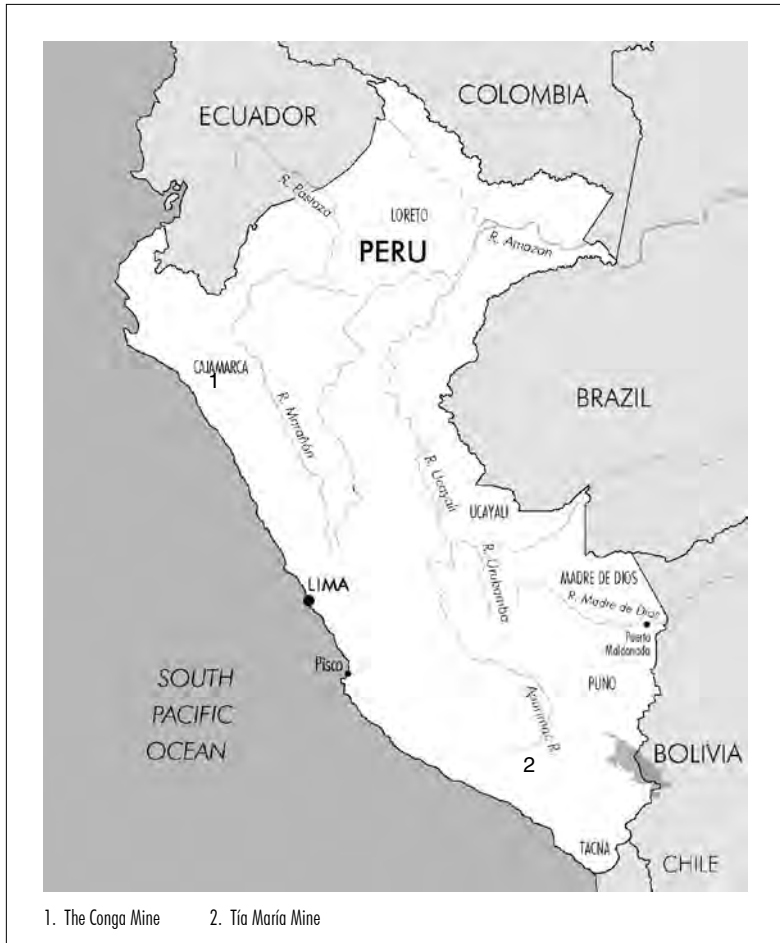 COLOMBIA
ECUADOR
R. Pastaza
LORETO
PERU
R. Amazon
CAJAMARCA
1
R. Marañón
BRAZIL
R. Ucayali
UCAYALI
R. Urubamba
LIMA
MADRE DE DIOS
R. Madre de Dios
Puerto
Maldonado
Pisco
PUNO
SOUTH
PACIFIC
OCEAN
Apurimac R.
2
BOLIVIA
TACNA
CHILE
1. The Conga Mine 2. Tía María Mine